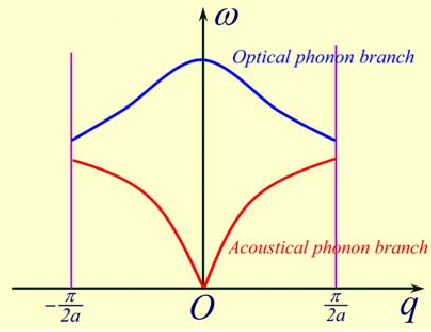 ω
Optical phonon branch
Acoustical phonon branch
-π/2a
O
π/2a
q